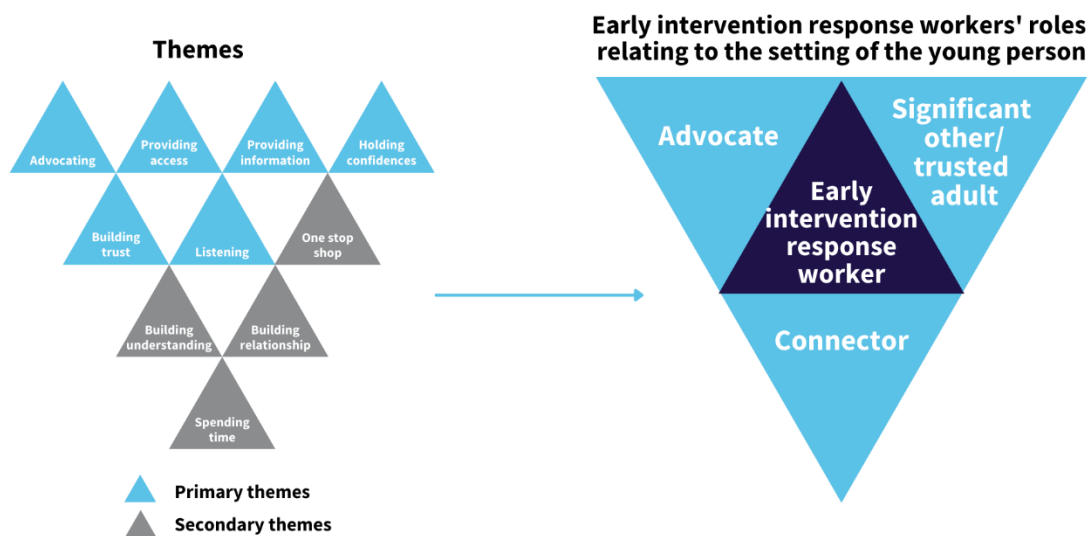 Themes
Advocating
Providing
access
Providing
information
Holding
confidences
Building
trust
Listening
One stop
shop
Building
understanding
Building
relationship
Spending
time
Primary themes
Secondary themes
Early intervention response workers' roles
relating to the setting of the young person
Advocate
Significant
other/
trusted
adult
Early
intervention
response
worker
Connector